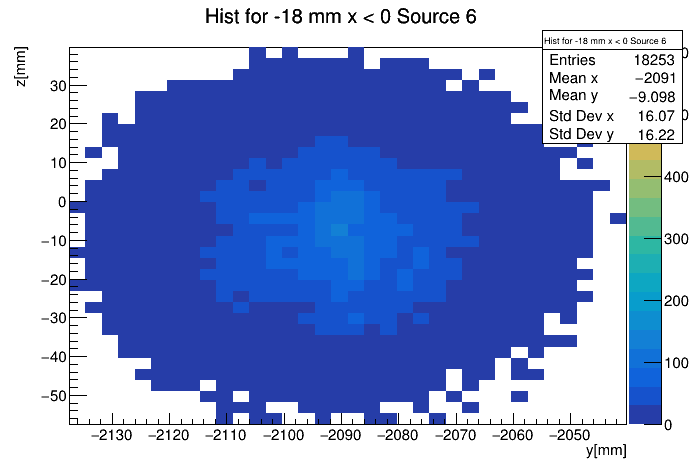 Hist for -18 mm x < 0 Source 6
Hist for -18 mm x < 0 Source 6
Entries 18253
Mean x −2091
Mean y −9.098
Std Dev x 16.07
Std Dev y 16.22
z[mm]
30
20
10
0
−10
−20
−30
−40
−50
−2130 −2120 −2110 −2100 −2090 −2080 −2070 −2060 −2050
y[mm]
0
0
400
300
200
100
0